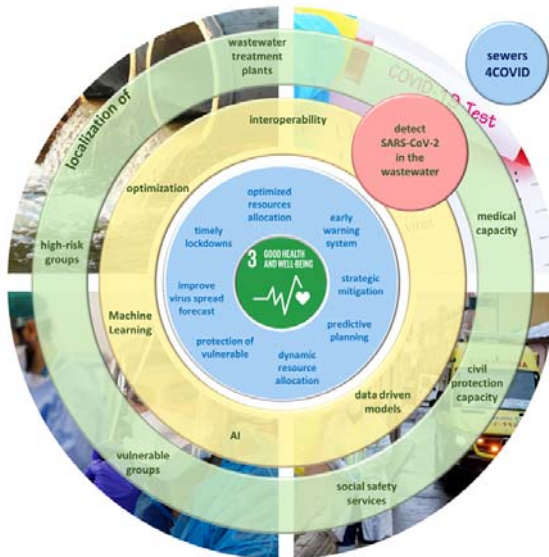 sewers
4COVID
wastewater
treatment
plants
COVID-19 Test
localization of
interoperability
detect
SARS-CoV-2
in the
wastewater
optimization
optimized
resources
allocation
virus
timely
lockdowns
early
warning
system
medical
capacity
high-risk
groups
3 GOOD HEALTH
AND WELL-BEING
improve
virus spread
forecast
strategic
mitigation
Machine
Learning
predictive
planning
protection of
vulnerable
dynamic
resource
allocation
civil
protection
capacity
data driven
models
AI
vulnerable
groups
social safety
services